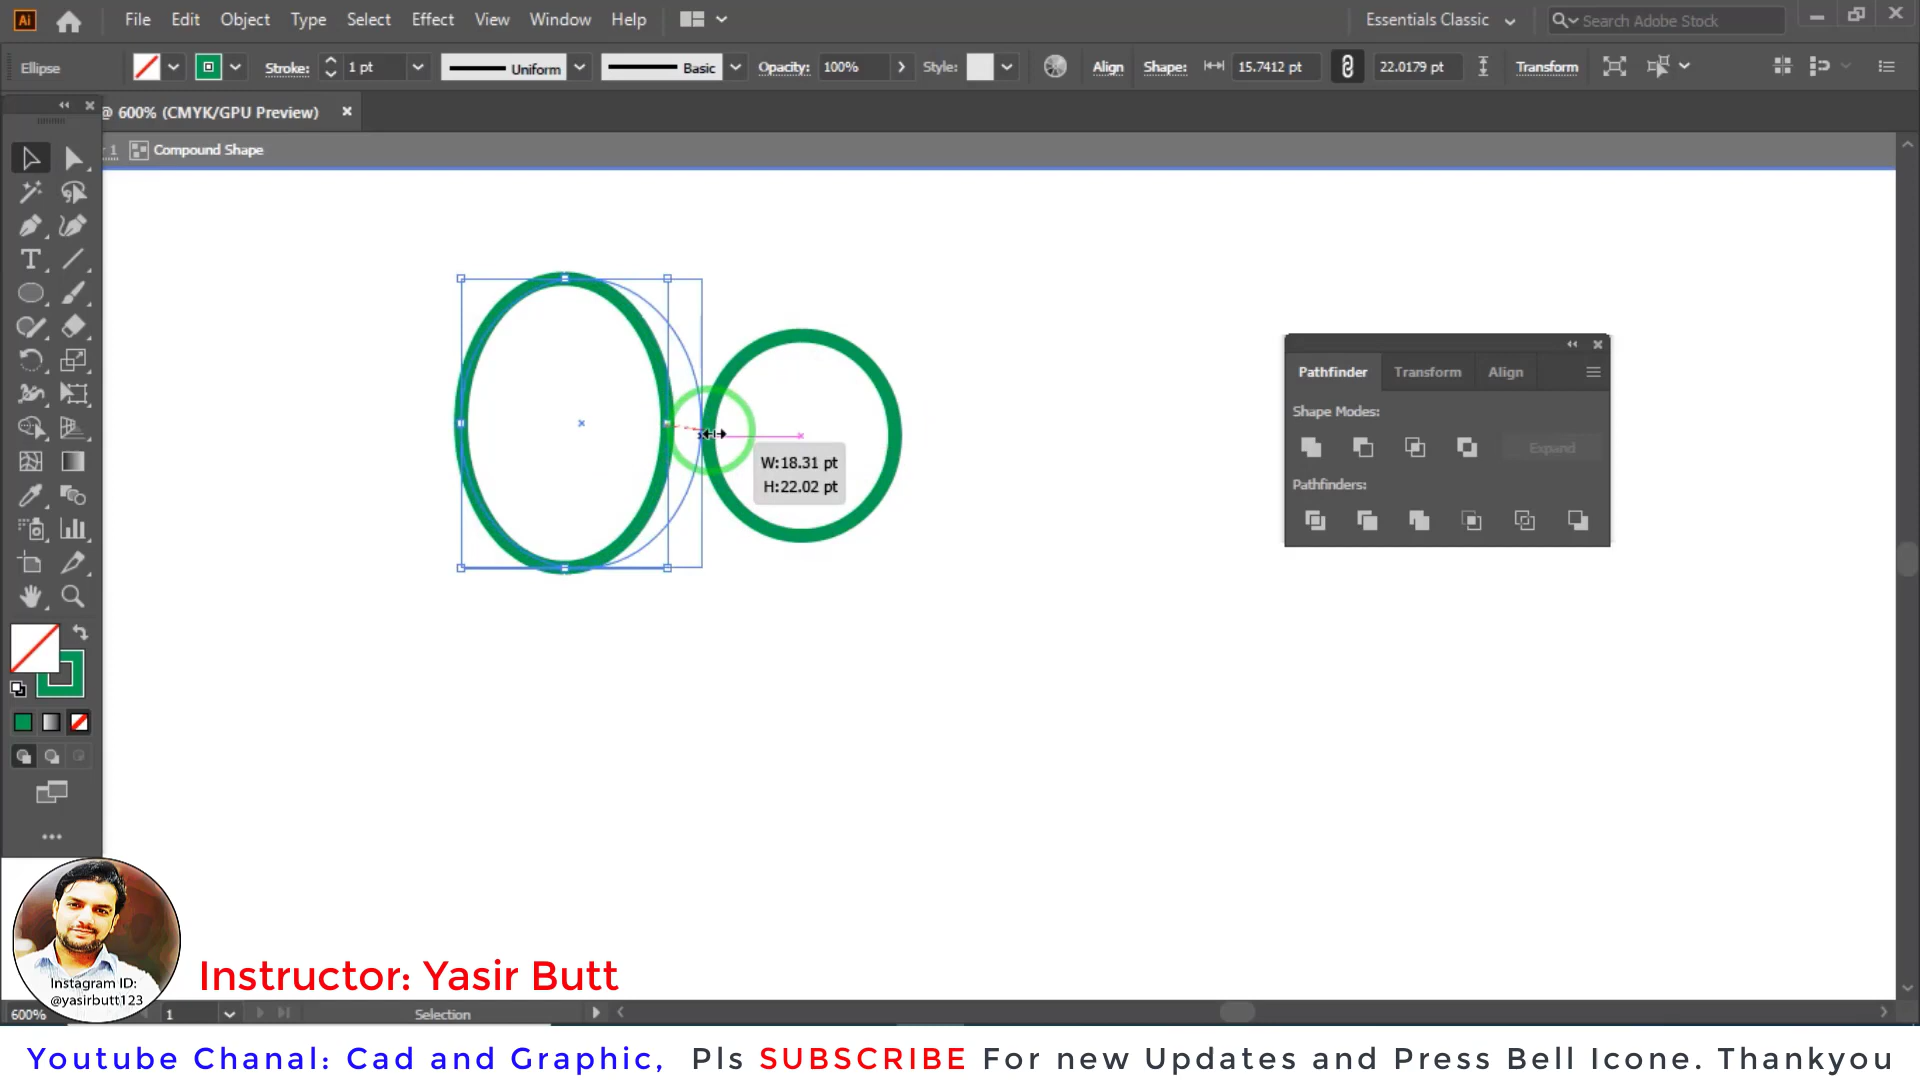 Ai File Edit Object Type Select Effect View Window Help Essentials Classic Search Adobe Stock
Ellipse Stroke: 1 pt Uniform Basic Opacity: 100% Style: Align Shape: 15.7412 pt 22.0179 pt Transform
@ 600% (CMYK/GPU Preview)
1 Compound Shape
Pathfinder Transform Align
Shape Modes:
Expand
Pathfinders:
W:18.31 pt
H:22.02 pt
Instagram ID:
@yasirbutt123
Instructor: Yasir Butt
600% 1 Selection
Youtube Chanal: Cad and Graphic, Pls SUBSCRIBE For new Updates and Press Bell Icone. Thankyou